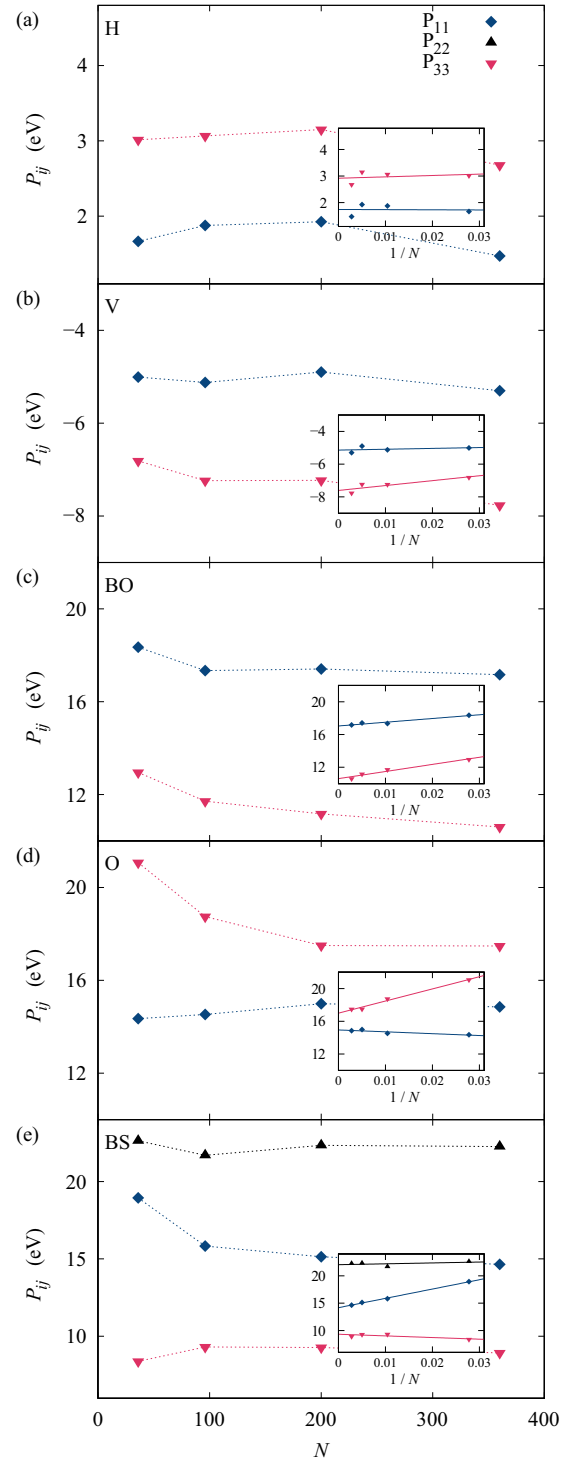 (a)
H
P₁₁
P₂₂
P₃₃
4
3
2
Pᵢⱼ (eV)
4
3
2
0 0.01 0.02 0.03
1 / N
(b)
V
−4
−6
−8
Pᵢⱼ (eV)
−4
−6
−8
0 0.01 0.02 0.03
1 / N
(c)
BO
20
16
12
Pᵢⱼ (eV)
20
16
12
0 0.01 0.02 0.03
1 / N
(d)
O
20
16
12
Pᵢⱼ (eV)
20
16
12
0 0.01 0.02 0.03
1 / N
(e)
BS
20
15
10
Pᵢⱼ (eV)
20
15
10
0 0.01 0.02 0.03
1 / N
0 100 200 300 400
N